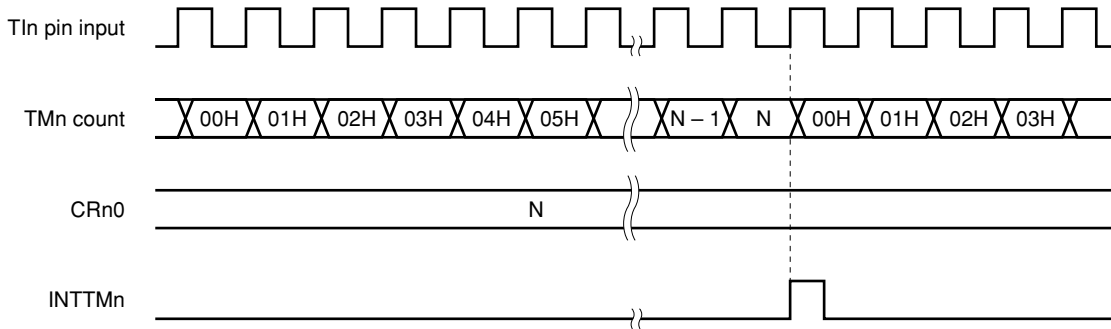 TIn pin input
TMn count 00H 01H 02H 03H 04H 05H N – 1 N 00H 01H 02H 03H
CRn0 N
INTTMn